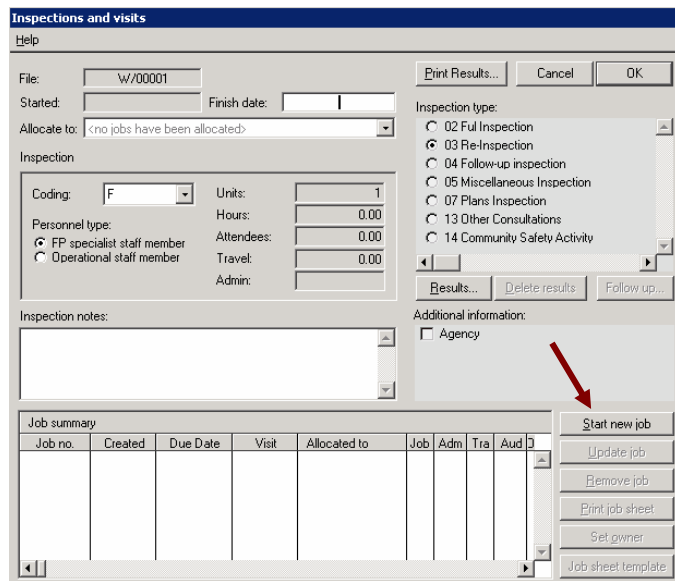 Inspections and visits
Help
File: W/00001
Print Results... Cancel OK
Started: Finish date:
Allocate to: <no jobs have been allocated>
Inspection type:
02 Ful Inspection
03 Re-Inspection
04 Follow-up inspection
05 Miscellaneous Inspection
07 Plans Inspection
13 Other Consultations
14 Community Safety Activity
Inspection
Coding: F Units: 1
Hours: 0.00
Personnel type:
Attendees: 0.00
FP specialist staff member
Operational staff member
Travel: 0.00
Admin:
Results... Delete results Follow up...
Inspection notes:
Additional information:
Agency
Job summary
Job no. Created Due Date Visit Allocated to Job Adm Tra Aud
Start new job
Update job
Remove job
Print job sheet
Set owner
Job sheet template